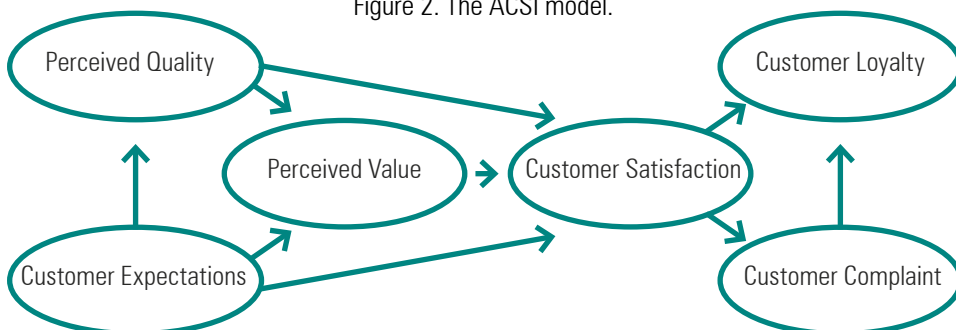 Figure 2. The ACSI model.
Perceived Quality
Customer Loyalty
Perceived Value
Customer Satisfaction
Customer Expectations
Customer Complaint